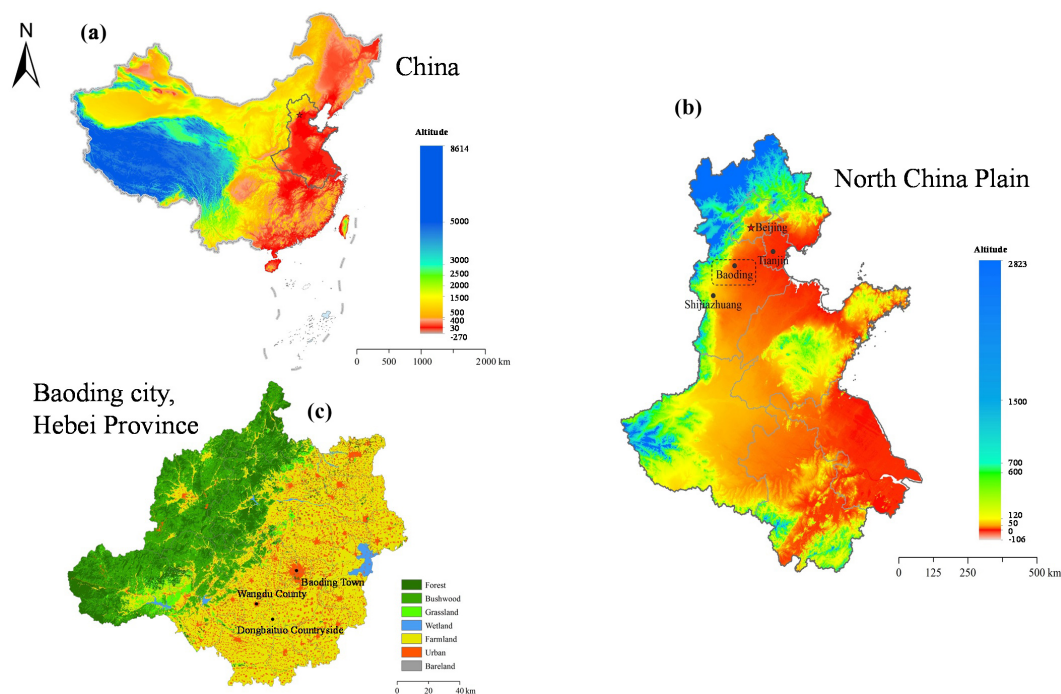 N
(a)
China
Altitude
8614
5000
3000
2500
2000
1500
500
400
30
-270
0 500 1000 2000 km
(b)
North China Plain
Beijing
Tianjin
Baoding
Shijiazhuang
Altitude
2823
1500
700
600
120
50
0
-106
0 125 250 500 km
Baoding city,
Hebei Province
(c)
Baoding Town
Wangdu County
Dongbaituo Countryside
Forest
Bushwood
Grassland
Wetland
Farmland
Urban
Bareland
0 20 40 km